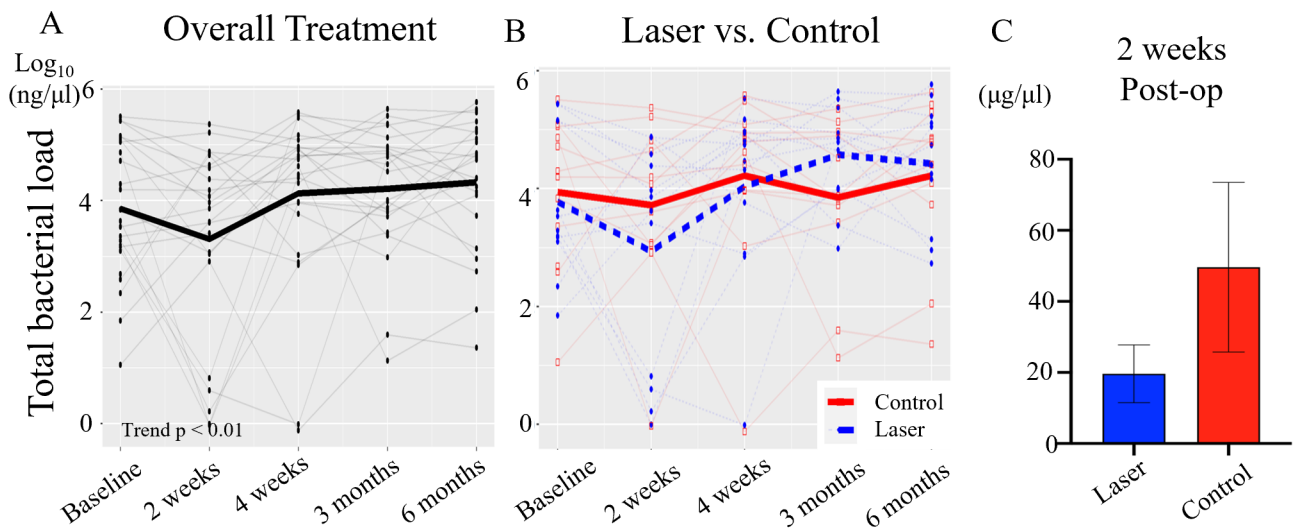 A
Overall Treatment
Log10
(ng/μl)
Total bacterial load
6
4
2
0
Trend p < 0.01
Baseline
2 weeks
4 weeks
3 months
6 months
B
Laser vs. Control
6
4
2
0
Control
Laser
Baseline
2 weeks
4 weeks
3 months
6 months
C
2 weeks
Post-op
(μg/μl)
80
60
40
20
0
Laser
Control